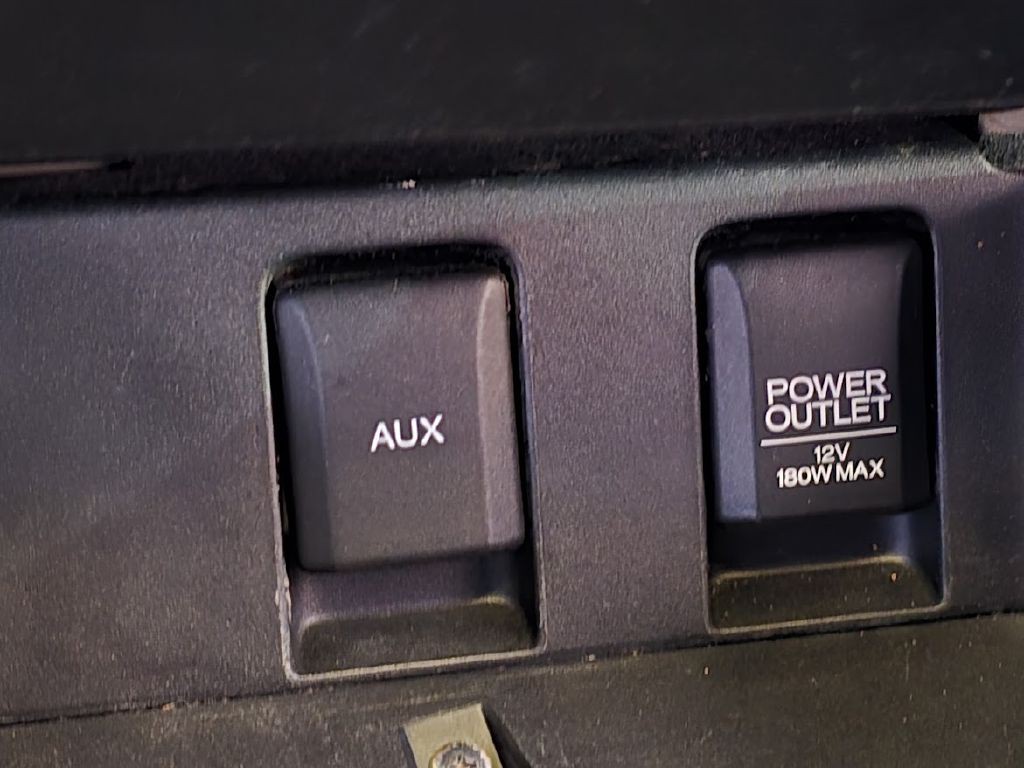 AUX
POWER
OUTLET
12V
180W MAX